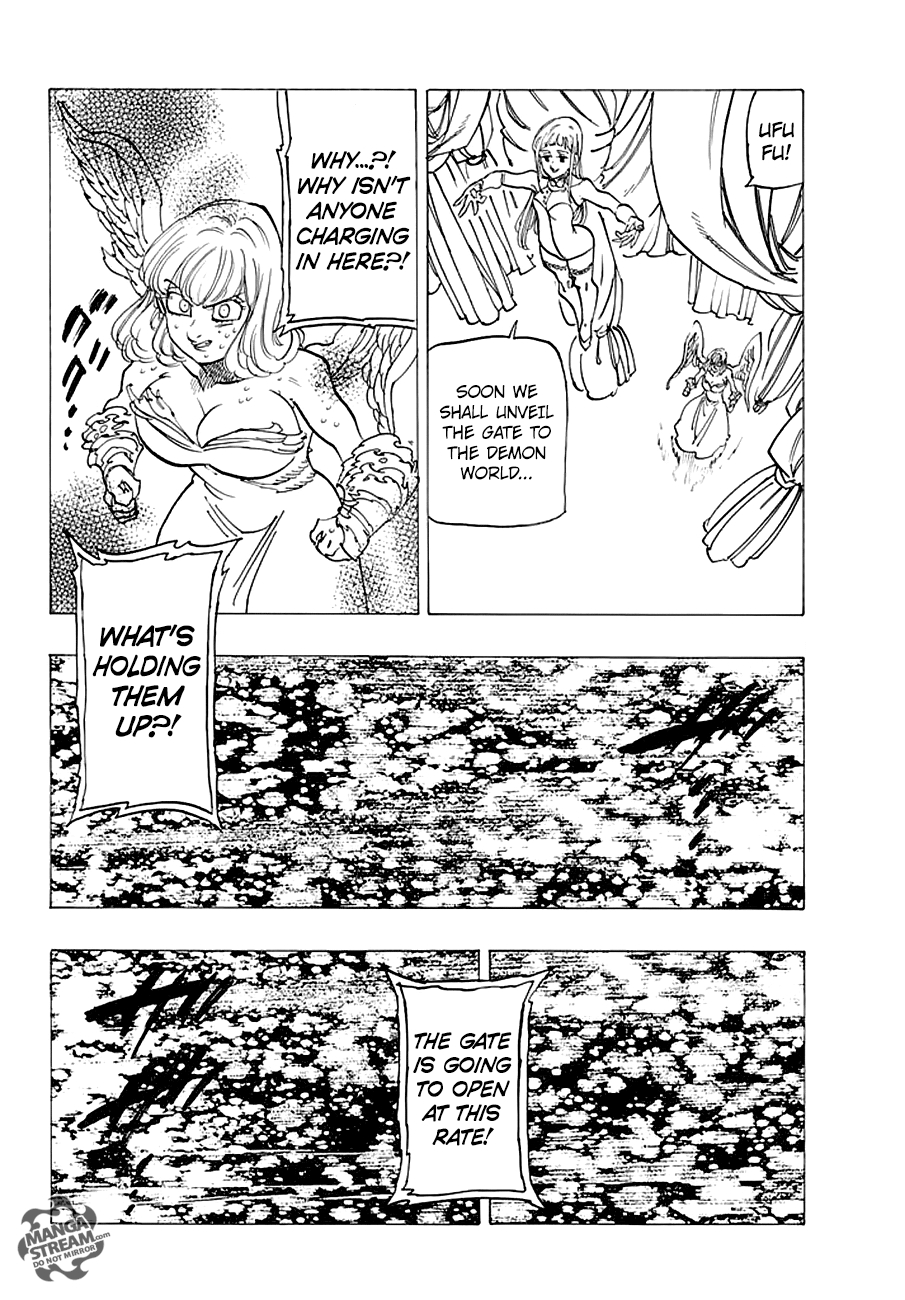 UFU
FU!
SOON WE
SHALL UNVEIL
THE GATE TO
THE DEMON
WORLD...
WHY...?!
WHY ISN'T
ANYONE
CHARGING
IN HERE?!
WHAT'S
HOLDING
THEM
UP?!
THE GATE
IS GOING
TO OPEN
AT THIS
RATE!
MANGA
STREAM.com
DO NOT MIRROR